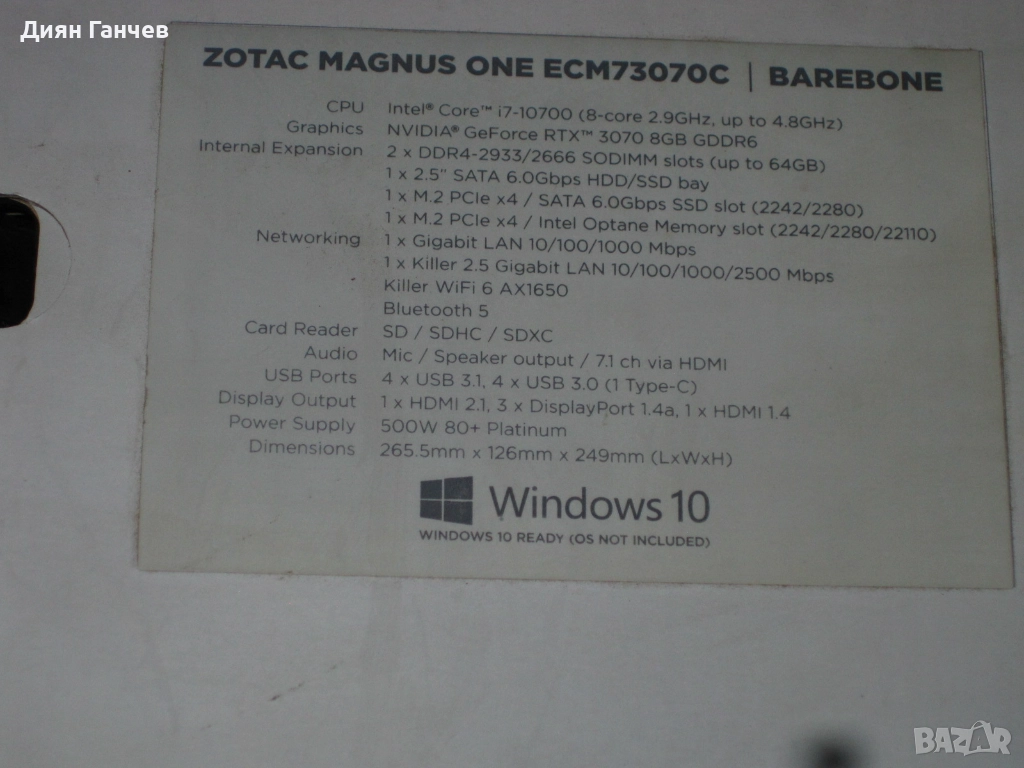 Диян Ганчев
ZOTAC MAGNUS ONE ECM73070C | BAREBONE
CPU Intel® Core™ i7-10700 (8-core 2.9GHz, up to 4.8GHz)
Graphics NVIDIA® GeForce RTX™ 3070 8GB GDDR6
Internal Expansion 2 x DDR4-2933/2666 SODIMM slots (up to 64GB)
1 x 2.5" SATA 6.0Gbps HDD/SSD bay
1 x M.2 PCIe x4 / SATA 6.0Gbps SSD slot (2242/2280)
1 x M.2 PCIe x4 / Intel Optane Memory slot (2242/2280/22110)
Networking 1 x Gigabit LAN 10/100/1000 Mbps
1 x Killer 2.5 Gigabit LAN 10/100/1000/2500 Mbps
Killer WiFi 6 AX1650
Bluetooth 5
Card Reader SD / SDHC / SDXC
Audio Mic / Speaker output / 7.1 ch via HDMI
USB Ports 4 x USB 3.1, 4 x USB 3.0 (1 Type-C)
Display Output 1 x HDMI 2.1, 3 x DisplayPort 1.4a, 1 x HDMI 1.4
Power Supply 500W 80+ Platinum
Dimensions 265.5mm x 126mm x 249mm (LxWxH)
Windows 10
WINDOWS 10 READY (OS NOT INCLUDED)
BAZAR